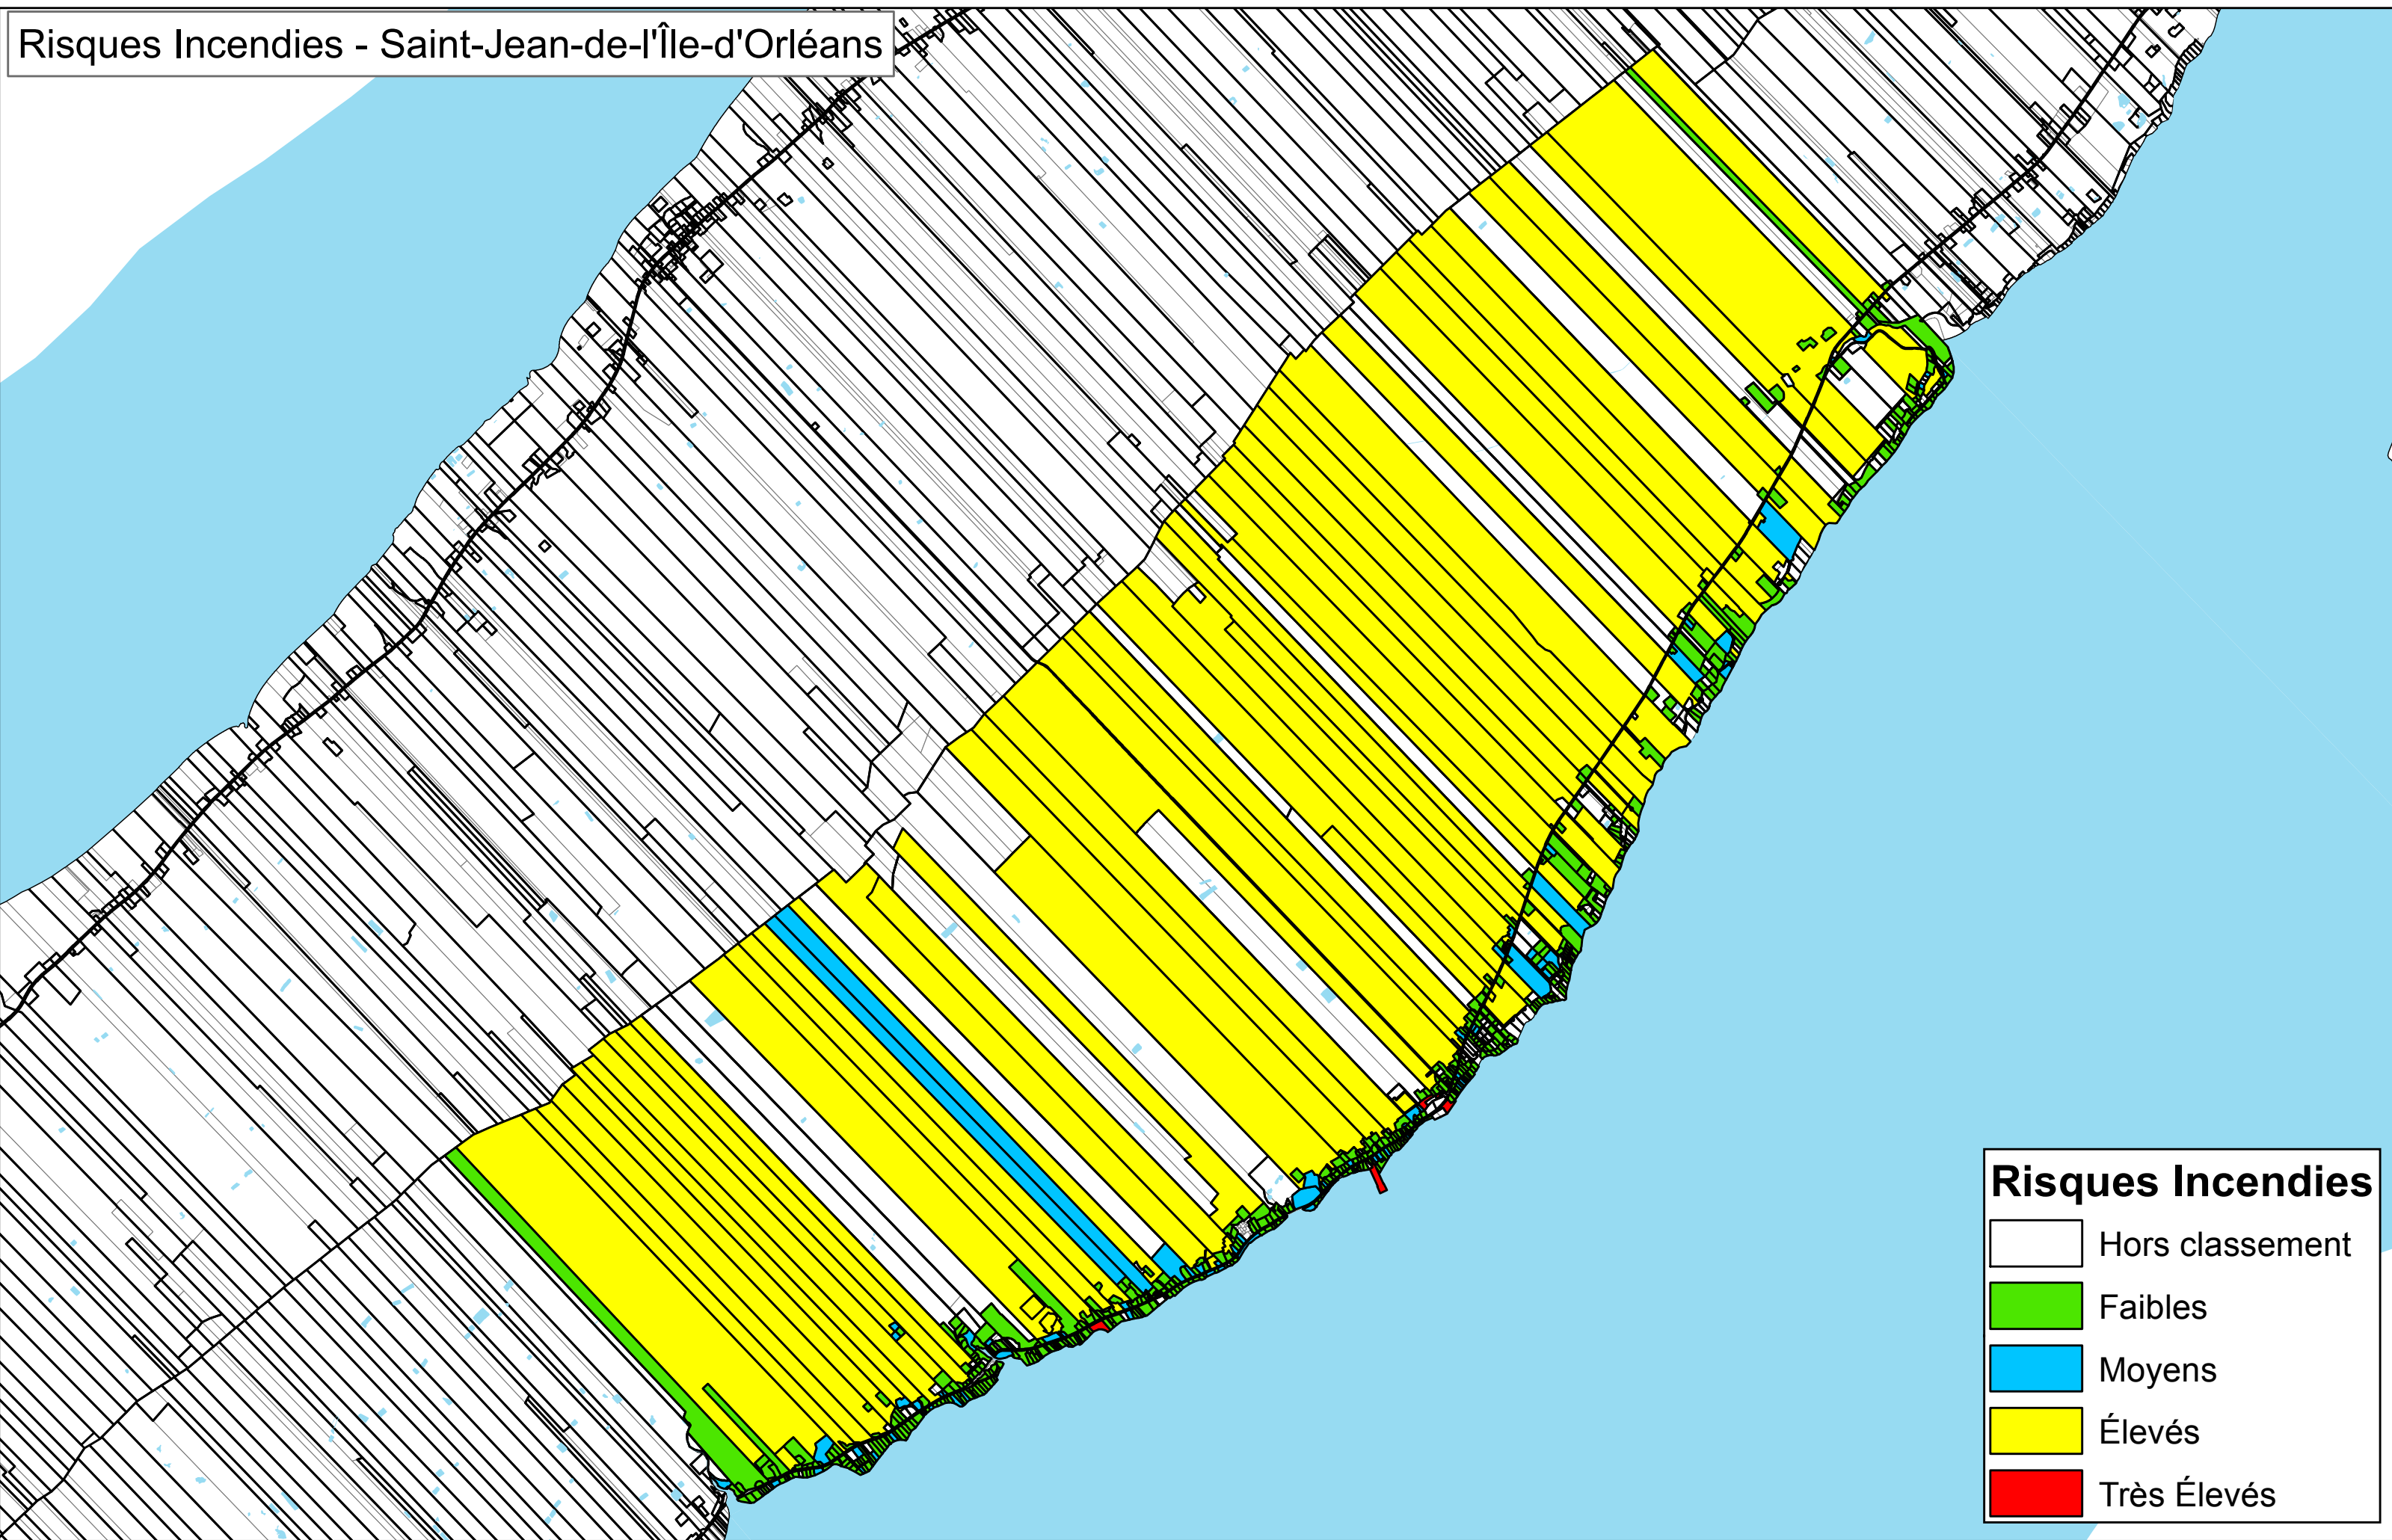 Risques Incendies - Saint-Jean-de-l'Île-d'Orléans
Risques Incendies
Hors classement
Faibles
Moyens
Élevés
Très Élevés